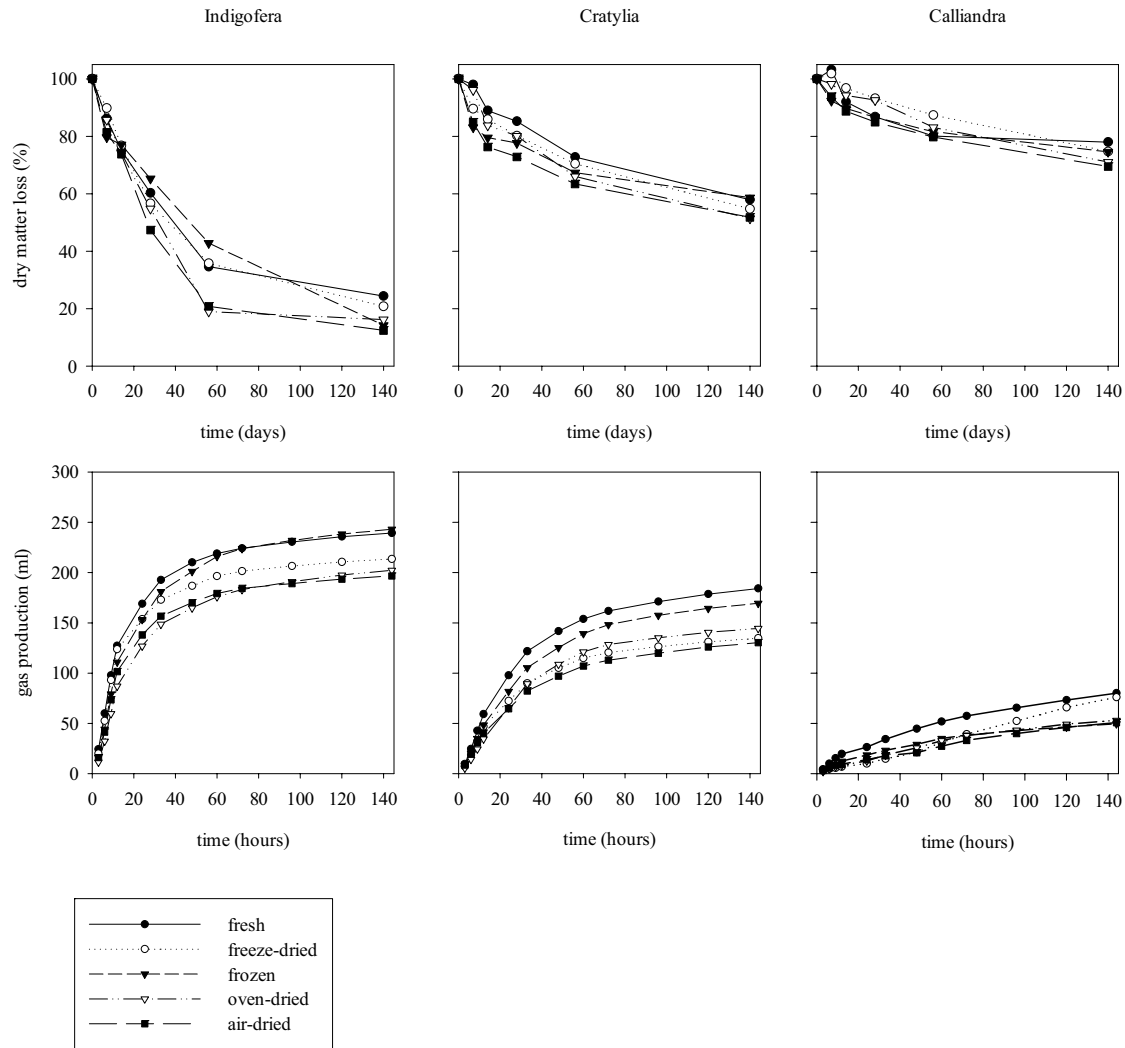 Indigofera Cratylia Calliandra
dry matter loss (%)
100
80
60
40
20
0
0 20 40 60 80 100 120 140 0 20 40 60 80 100 120 140 0 20 40 60 80 100 120 140
time (days) time (days) time (days)
gas production (ml)
300
250
200
150
100
50
0
0 20 40 60 80 100 120 140 0 20 40 60 80 100 120 140 0 20 40 60 80 100 120 140
time (hours) time (hours) time (hours)
fresh
freeze-dried
frozen
oven-dried
air-dried